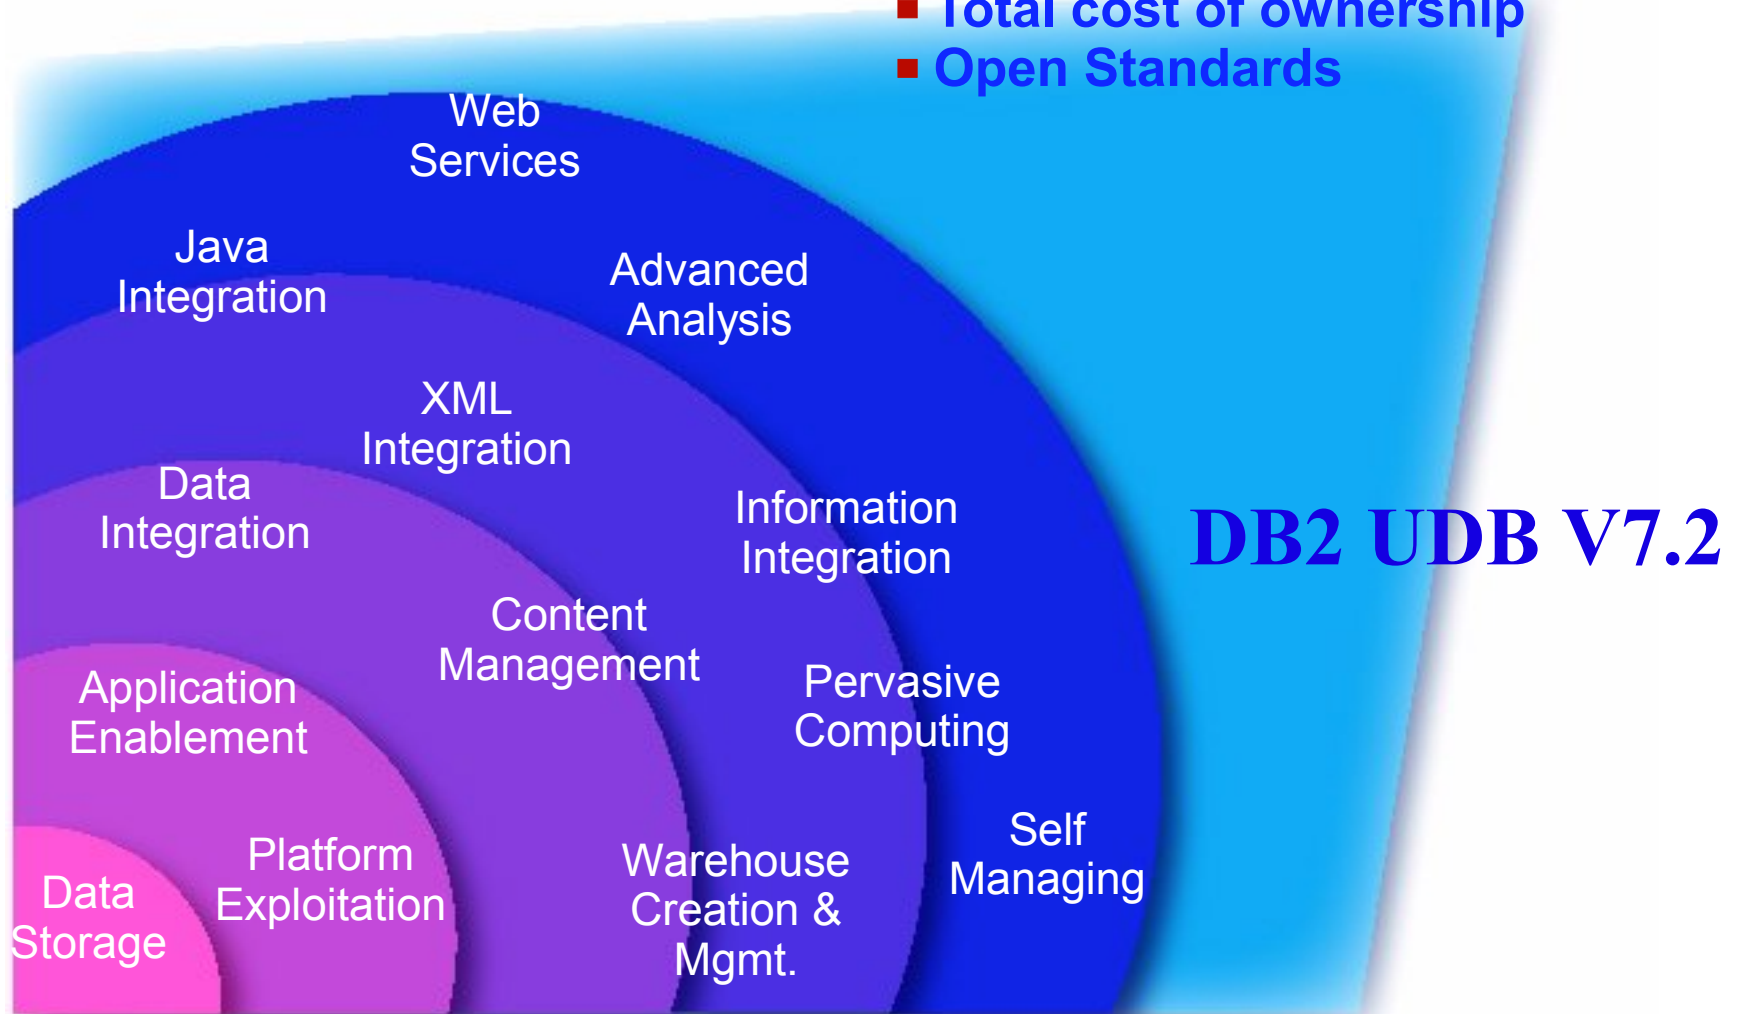 Total cost of ownership
Open Standards
Web
Services
Java
Integration
Advanced
Analysis
XML
Integration
Data
Integration
Information
Integration
DB2 UDB V7.2
Content
Management
Application
Enablement
Pervasive
Computing
Self
Managing
Platform
Exploitation
Warehouse
Creation &
Mgmt.
Data
Storage